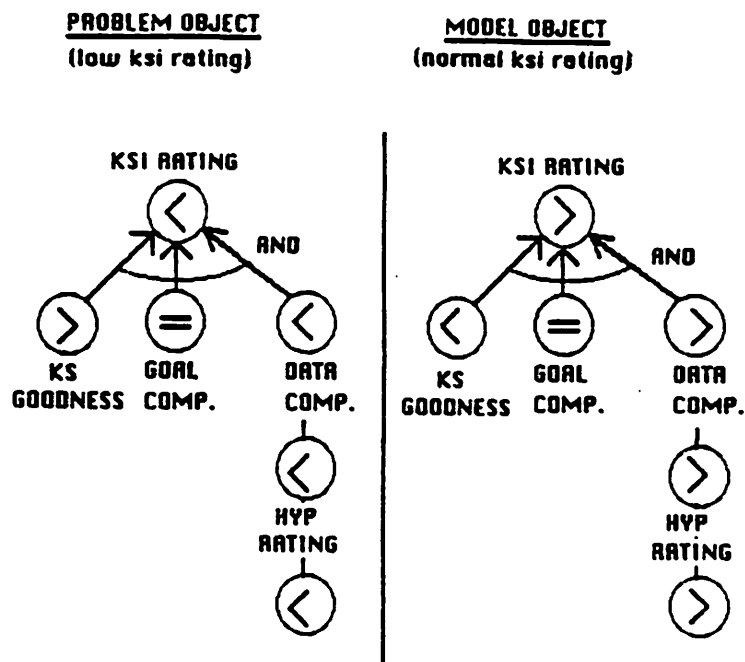 PROBLEM OBJECT
(low ksi rating)
KSI RATING
<
AND
> = <
KS GOODNESS
GOAL COMP.
DATA COMP.
<
HYP RATING
<
MODEL OBJECT
(normal ksi rating)
KSI RATING
>
AND
< = >
KS GOODNESS
GOAL COMP.
DATA COMP.
>
HYP RATING
>